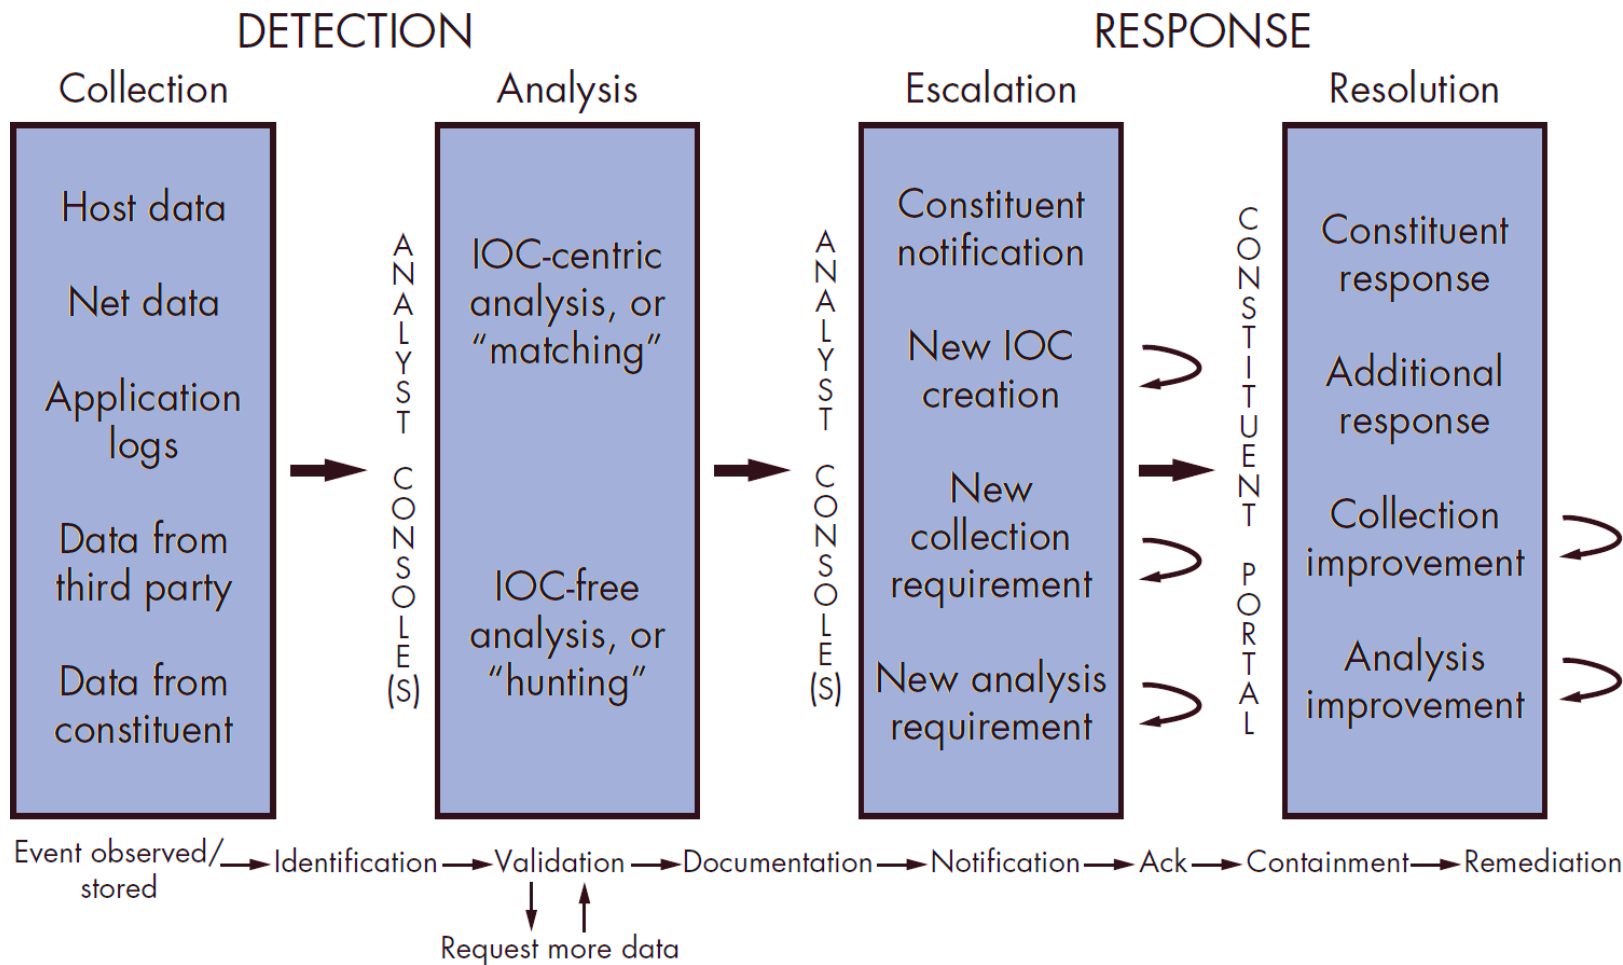 DETECTION
RESPONSE
Collection
Analysis
Escalation
Resolution
Host data
Net data
Application
logs
Data from
third party
Data from
constituent
ANALYST CONSOLE(S)
IOC-centric
analysis, or
“matching”
IOC-free
analysis, or
“hunting”
ANALYST CONSOLE(S)
Constituent
notification
New IOC
creation
New
collection
requirement
New analysis
requirement
CONSTITUENT PORTAL
Constituent
response
Additional
response
Collection
improvement
Analysis
improvement
Event observed/
stored
Identification
Validation
Documentation
Notification
Ack
Containment
Remediation
Request more data